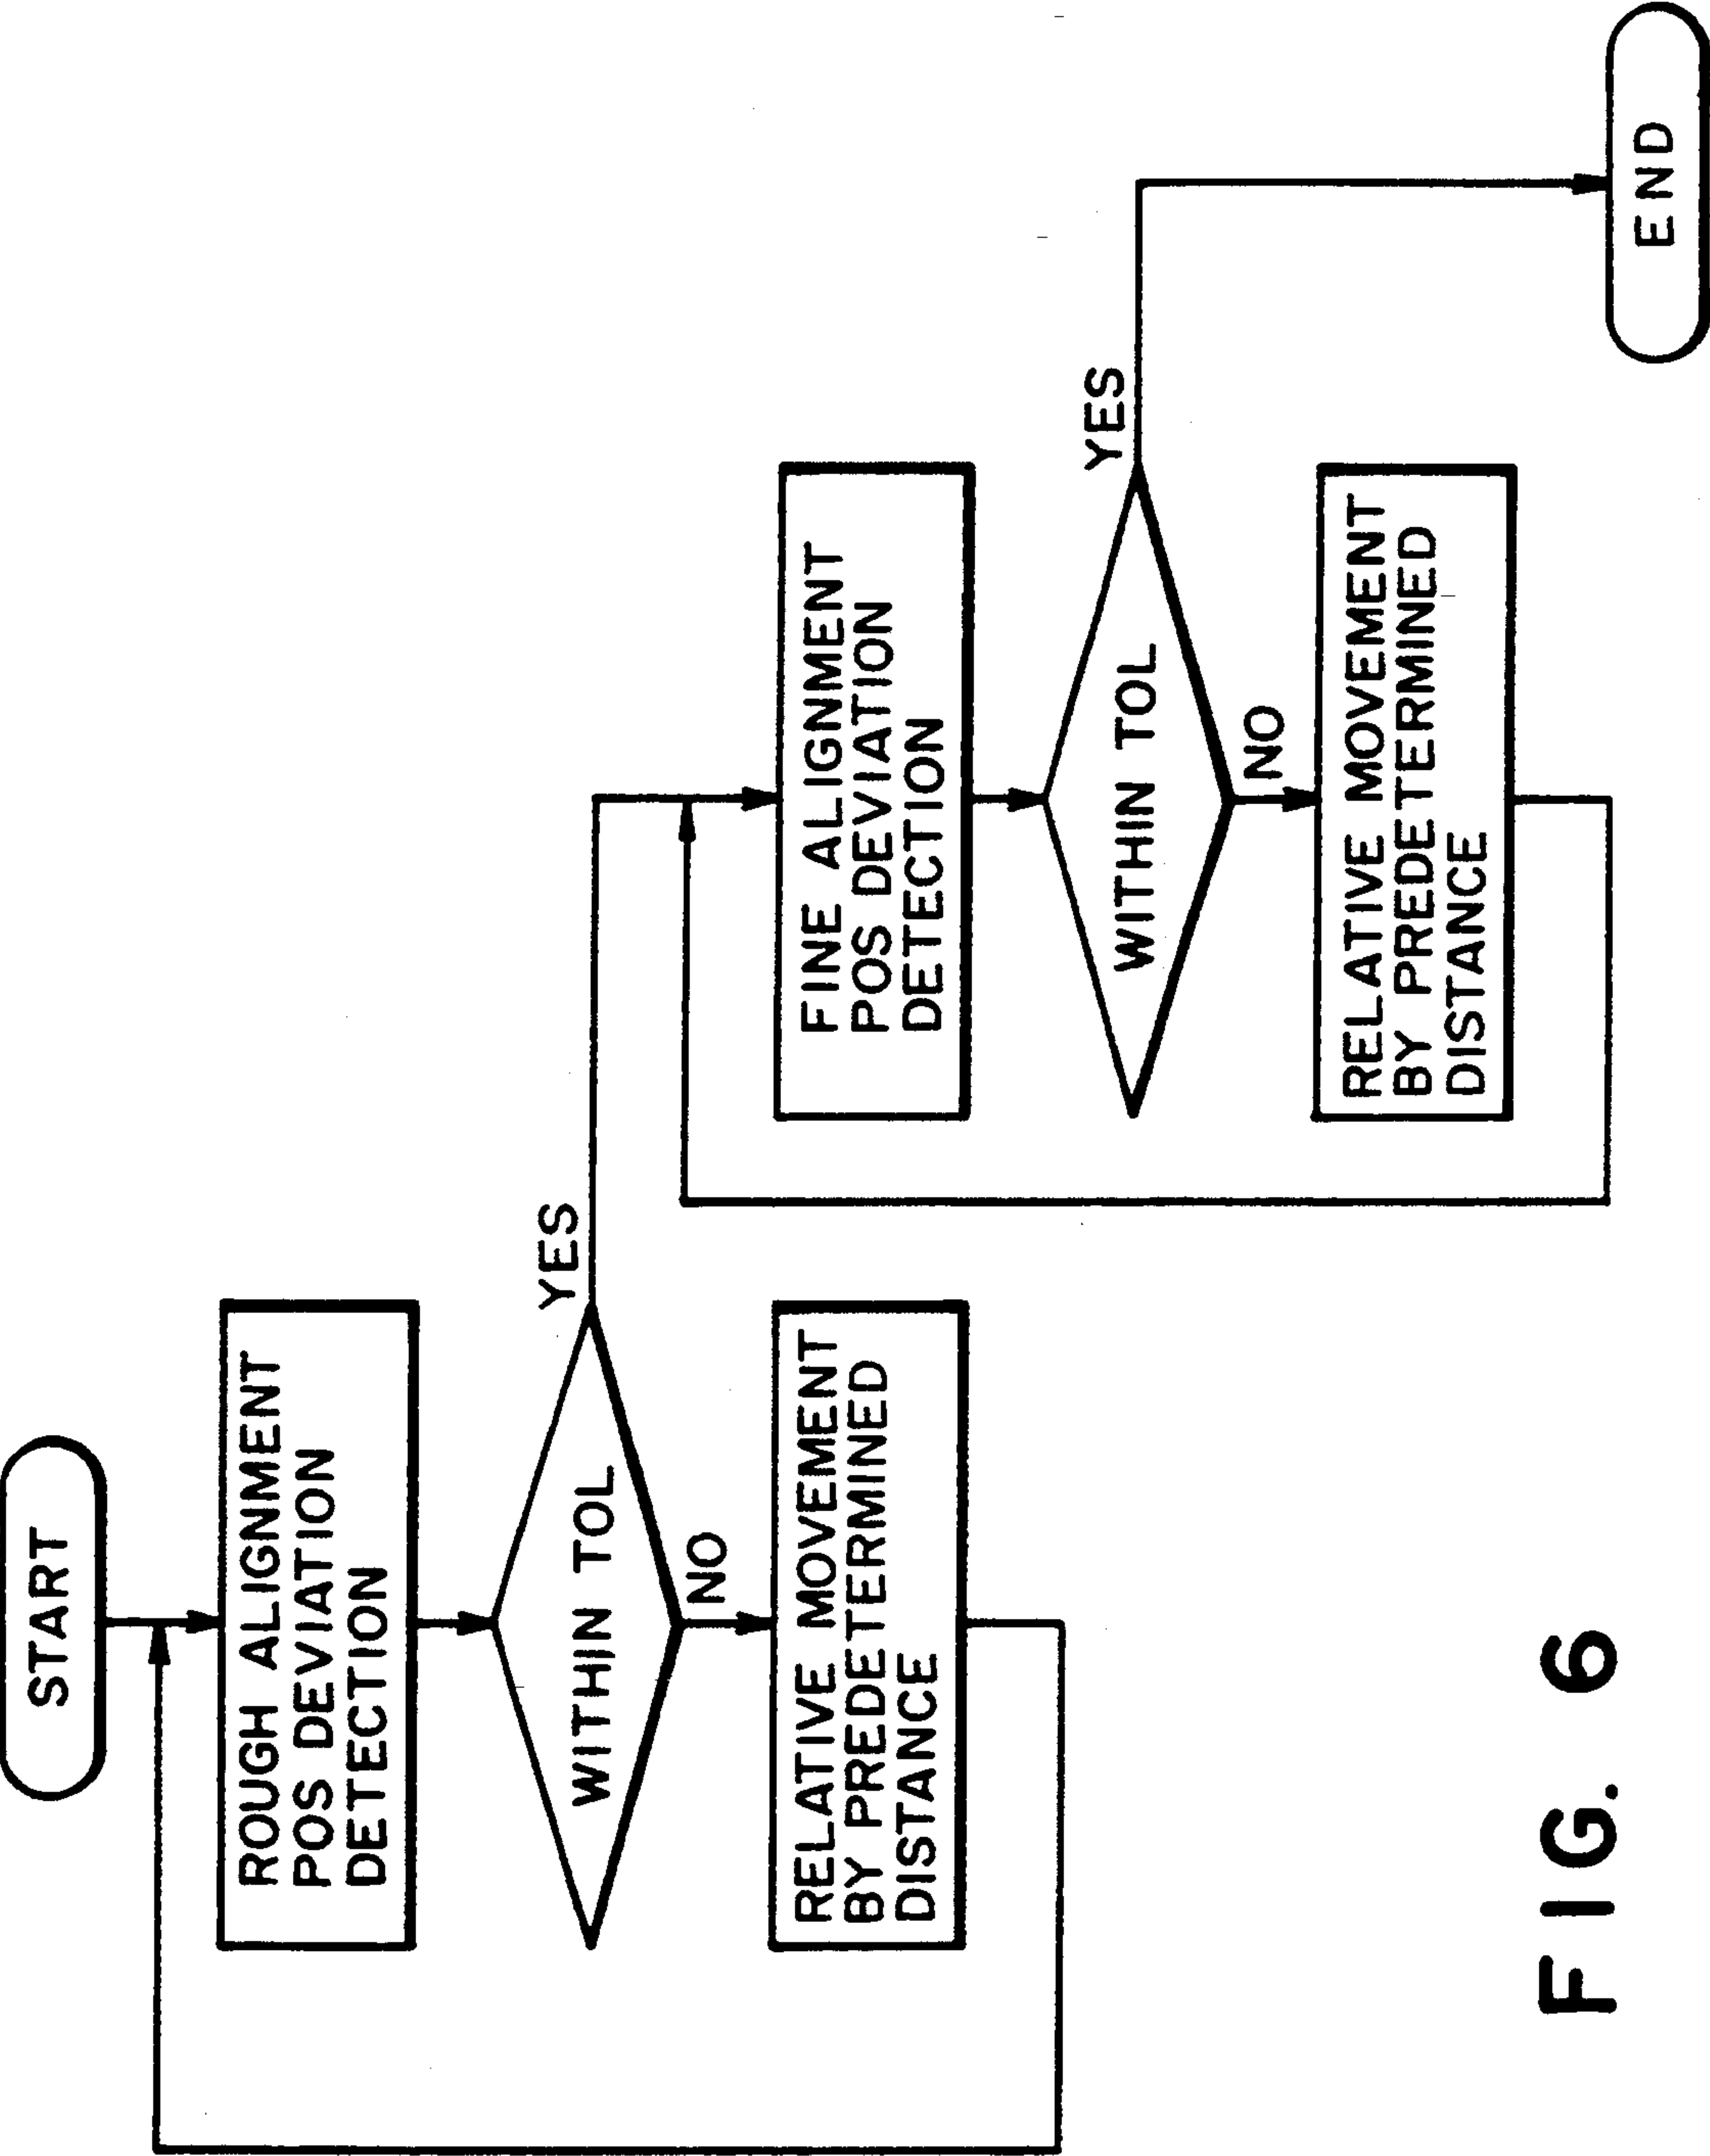 START
ROUGH ALIGNMENT
POS DEVIATION
DETECTION
WITHIN TOL
YES
NO
RELATIVE MOVEMENT
BY PREDETERMINED
DISTANCE
FINE ALIGNMENT
POS DEVIATION
DETECTION
WITHIN TOL
YES
NO
RELATIVE MOVEMENT
BY PREDETERMINED
DISTANCE
END
FIG. 6